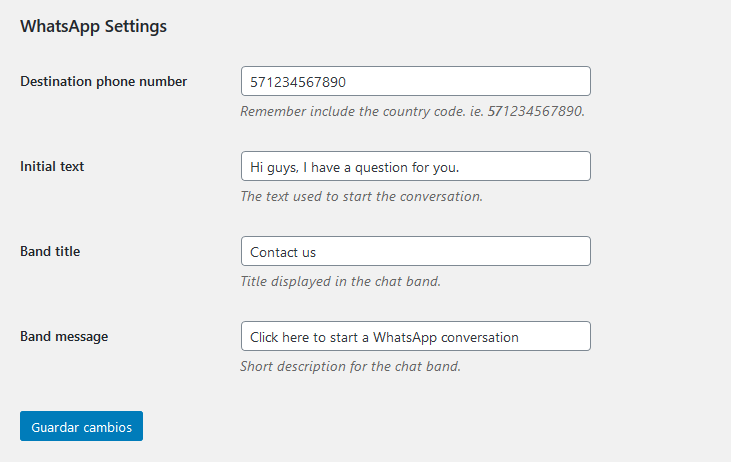 WhatsApp Settings
Destination phone number
571234567890
Remember include the country code. ie. 571234567890.
Initial text
Hi guys, I have a question for you.
The text used to start the conversation.
Band title
Contact us
Title displayed in the chat band.
Band message
Click here to start a WhatsApp conversation
Short description for the chat band.
Guardar cambios